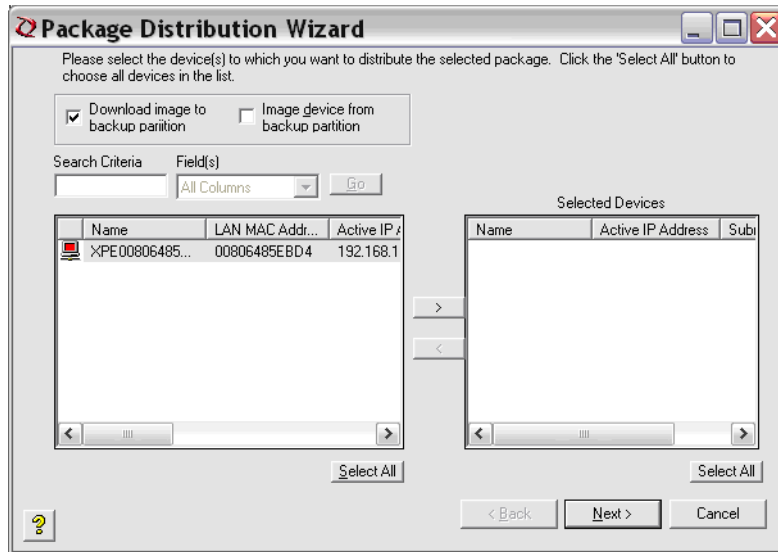 Package Distribution Wizard
Please select the device(s) to which you want to distribute the selected package. Click the 'Select All' button to
choose all devices in the list.
Download image to
backup pariition
Image device from
backup partition
Search Criteria
Field(s)
All Columns
Go
Name
LAN MAC Addr...
Active IP A
XPE00806485...
00806485EBD4
192.168.1
>
<
Select All
Selected Devices
Name
Active IP Address
Subn
Select All
?
< Back
Next >
Cancel